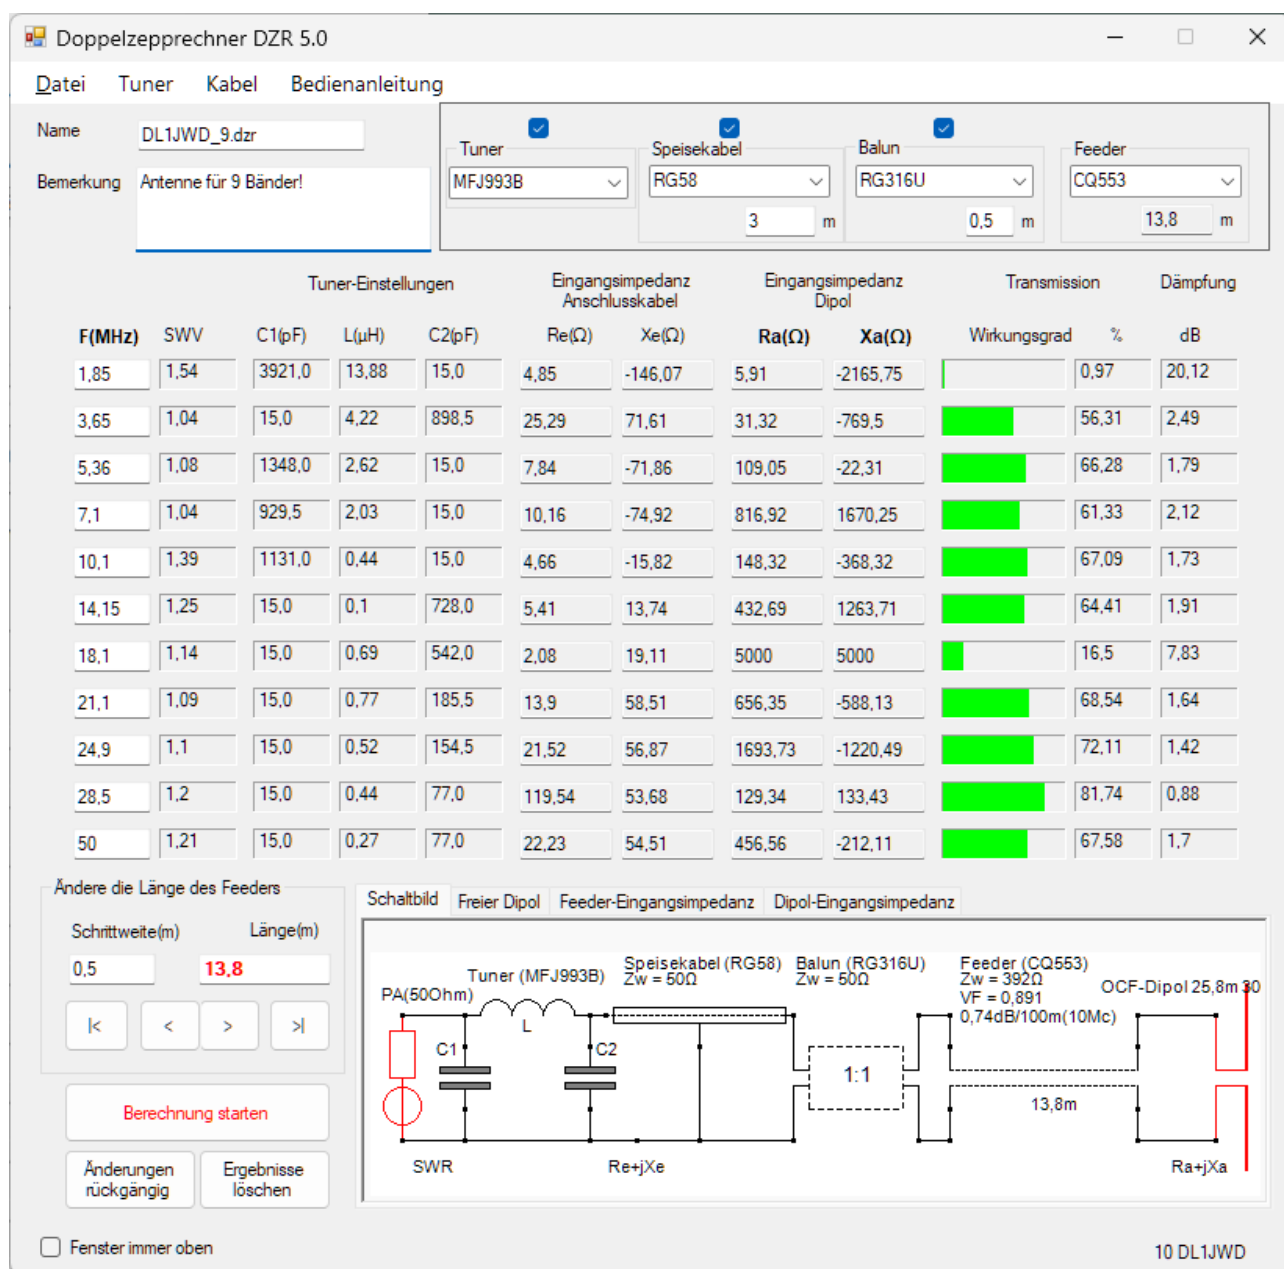 Doppelzepprechner DZR 5.0
Datei Tuner Kabel Bedienanleitung
Name DL1JWD_9.dzr
Bemerkung Antenne für 9 Bänder!
Tuner Speisekabel Balun Feeder
MFJ993B RG58 RG316U CQ553
3 m 0,5 m 13,8 m
Tuner-Einstellungen Eingangsimpedanz Eingangsimpedanz Transmission Dämpfung
Anschlusskabel Dipol
F(MHz) SWV C1(pF) L(µH) C2(pF) Re(Ω) Xe(Ω) Ra(Ω) Xa(Ω) Wirkungsgrad % dB
1,85 1,54 3921,0 13,88 15,0 4,85 -146,07 5,91 -2165,75 0,97 20,12
3,65 1,04 15,0 4,22 898,5 25,29 71,61 31,32 -769,5 56,31 2,49
5,36 1,08 1348,0 2,62 15,0 7,84 -71,86 109,05 -22,31 66,28 1,79
7,1 1,04 929,5 2,03 15,0 10,16 -74,92 816,92 1670,25 61,33 2,12
10,1 1,39 1131,0 0,44 15,0 4,66 -15,82 148,32 -368,32 67,09 1,73
14,15 1,25 15,0 0,1 728,0 5,41 13,74 432,69 1263,71 64,41 1,91
18,1 1,14 15,0 0,69 542,0 2,08 19,11 5000 5000 16,5 7,83
21,1 1,09 15,0 0,77 185,5 13,9 58,51 656,35 -588,13 68,54 1,64
24,9 1,1 15,0 0,52 154,5 21,52 56,87 1693,73 -1220,49 72,11 1,42
28,5 1,2 15,0 0,44 77,0 119,54 53,68 129,34 133,43 81,74 0,88
50 1,21 15,0 0,27 77,0 22,23 54,51 456,56 -212,11 67,58 1,7
Ändere die Länge des Feeders
Schrittweite(m) Länge(m)
0,5 13,8
|< < > >|
Berechnung starten
Änderungen rückgängig
Ergebnisse löschen
Fenster immer oben
Schaltbild Freier Dipol Feeder-Eingangsimpedanz Dipol-Eingangsimpedanz
Speisekabel (RG58) Balun (RG316U) Feeder (CQ553)
Tuner (MFJ993B) Zw = 50Ω Zw = 50Ω Zw = 392Ω
PA(50Ohm) VF = 0,891 OCF-Dipol 25,8m 30
L 0,74dB/100m(10Mc)
C1 C2 1:1
13,8m
SWR Re+jXe Ra+jXa
10 DL1JWD